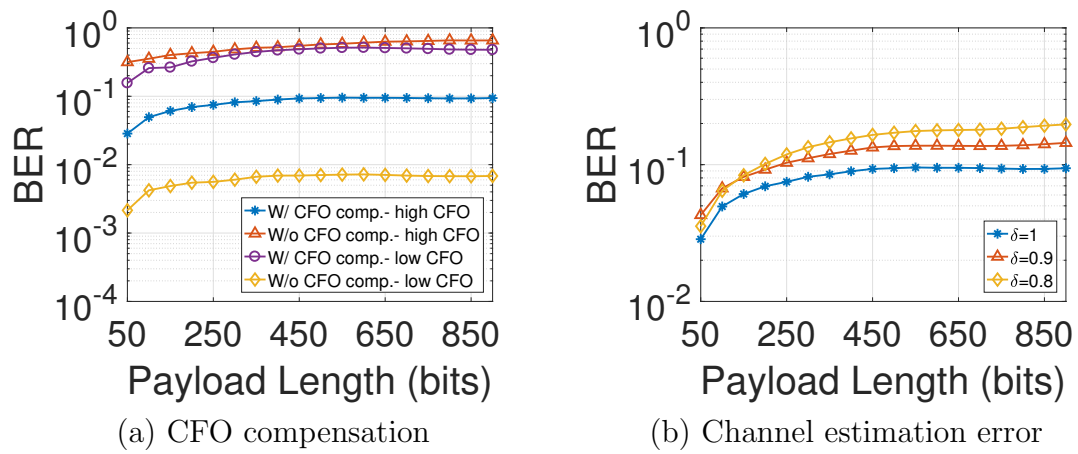 10^0
10^-1
10^-2
10^-3
10^-4
BER
50 250 450 650 850
Payload Length (bits)
W/ CFO comp.- high CFO
W/o CFO comp.- high CFO
W/ CFO comp.- low CFO
W/o CFO comp.- low CFO
(a) CFO compensation
10^0
10^-1
10^-2
BER
50 250 450 650 850
Payload Length (bits)
δ=1
δ=0.9
δ=0.8
(b) Channel estimation error